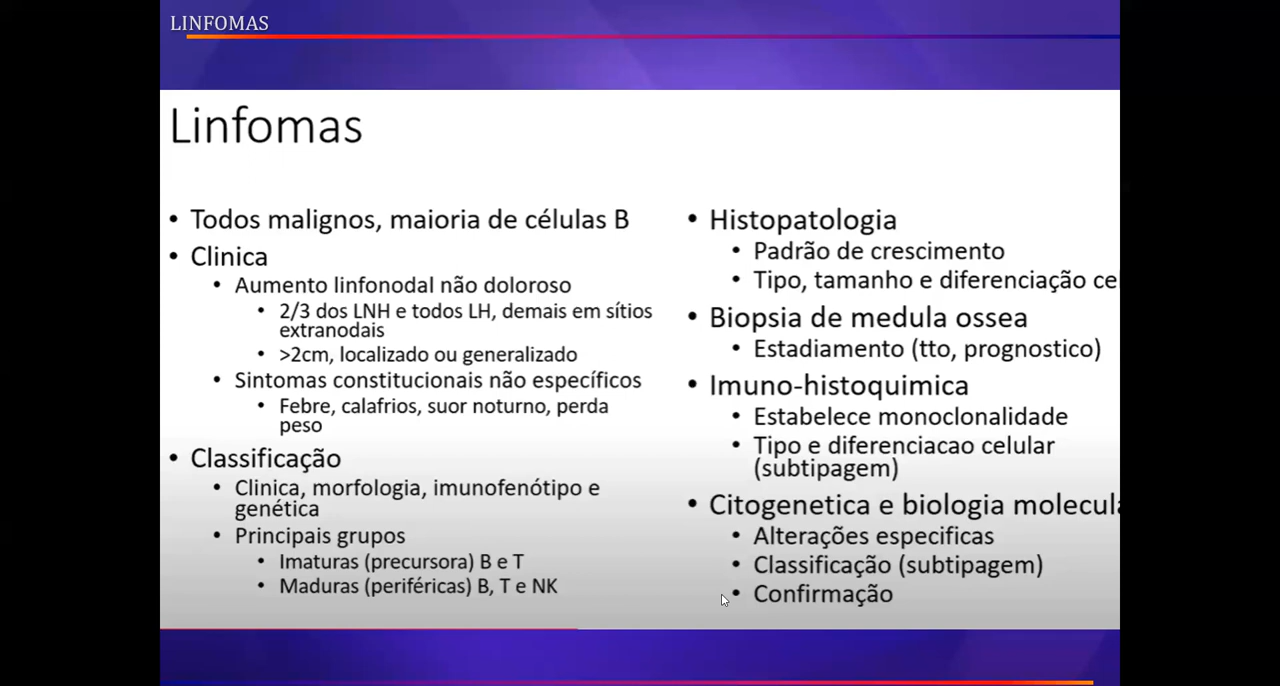 LINFOMAS
Linfomas
• Todos malignos, maioria de células B
• Clinica
• Aumento linfonodal não doloroso
• 2/3 dos LNH e todos LH, demais em sítios
extranodais
• >2cm, localizado ou generalizado
• Sintomas constitucionais não específicos
• Febre, calafrios, suor noturno, perda
peso
• Classificação
• Clinica, morfologia, imunofenótipo e
genética
• Principais grupos
• Imaturas (precursora) B e T
• Maduras (periféricas) B, T e NK
• Histopatologia
• Padrão de crescimento
• Tipo, tamanho e diferenciação ce
• Biopsia de medula ossea
• Estadiamento (tto, prognostico)
• Imuno-histoquimica
• Estabelece monoclonalidade
• Tipo e diferenciacao celular
(subtipagem)
• Citogenetica e biologia molecula
• Alterações especificas
• Classificação (subtipagem)
• Confirmação